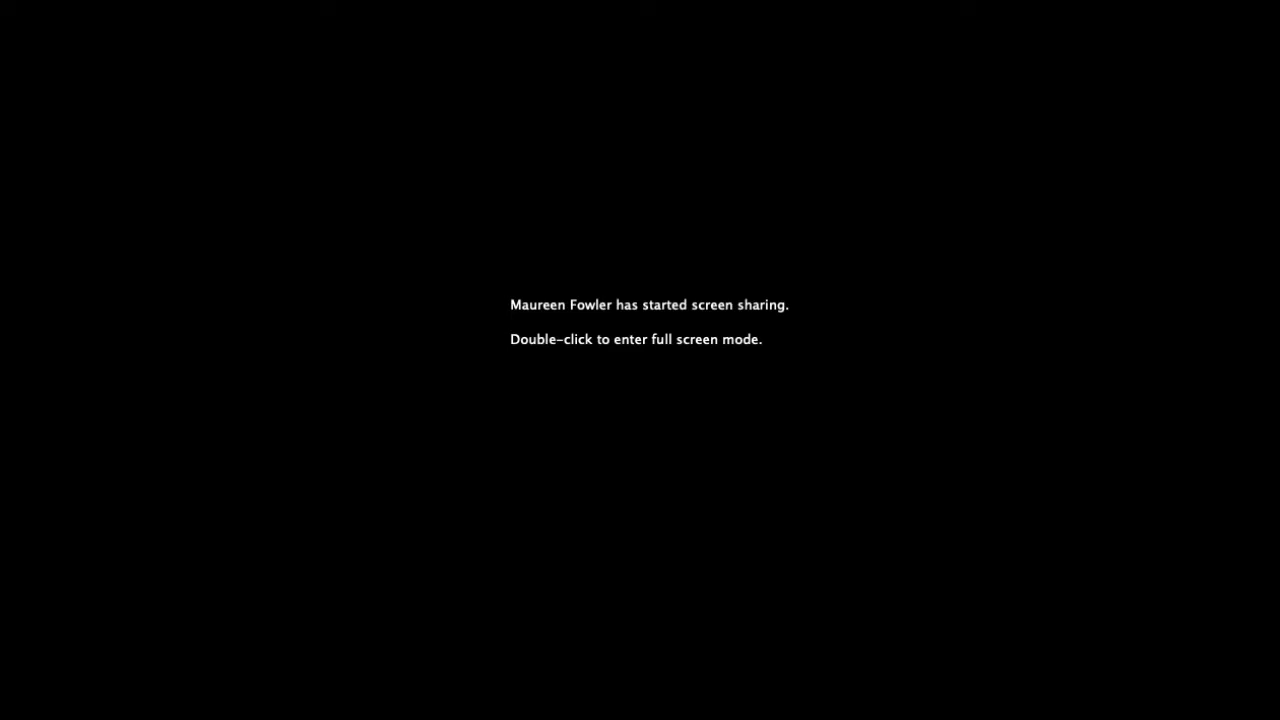 Maureen Fowler has started screen sharing.
Double-click to enter full screen mode.